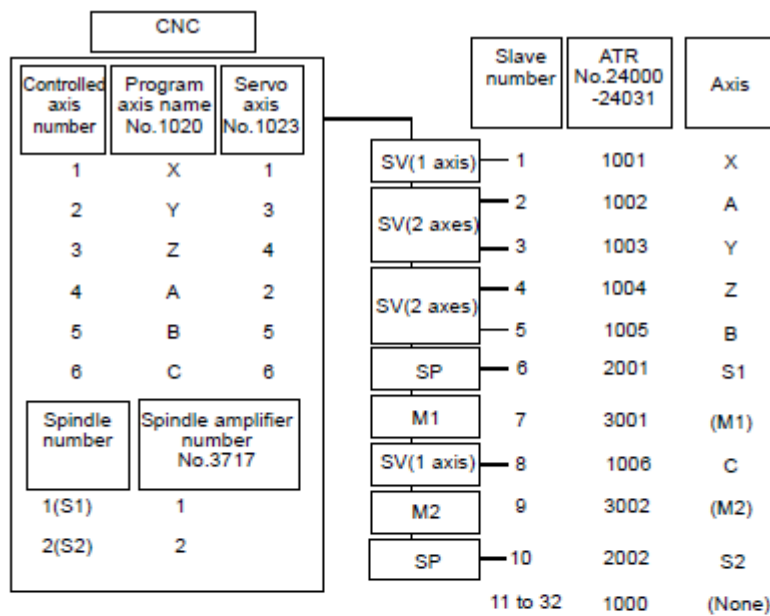 CNC
Controlled axis number
Program axis name No.1020
Servo axis No.1023
1 X 1
2 Y 3
3 Z 4
4 A 2
5 B 5
6 C 6
Spindle number
Spindle amplifier number No.3717
1(S1) 1
2(S2) 2
Slave number
ATR No.24000 -24031
Axis
SV(1 axis) 1 1001 X
SV(2 axes) 2 1002 A
3 1003 Y
SV(2 axes) 4 1004 Z
5 1005 B
SP 6 2001 S1
M1 7 3001 (M1)
SV(1 axis) 8 1006 C
M2 9 3002 (M2)
SP 10 2002 S2
11 to 32 1000 (None)